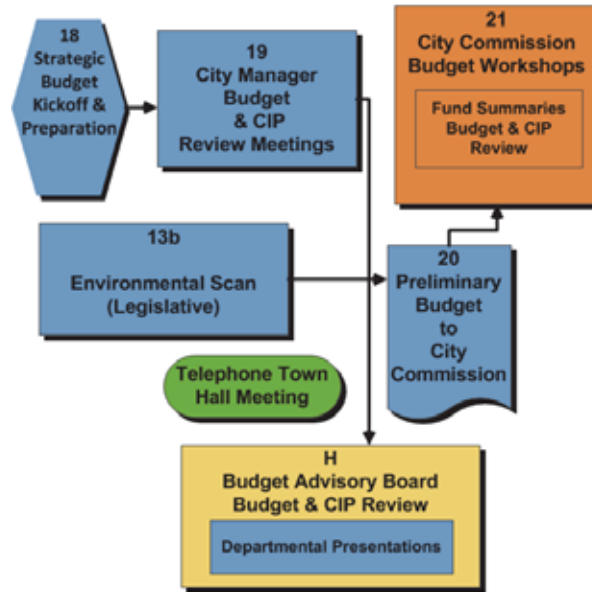 18
Strategic
Budget
Kickoff &
Preparation
19
City Manager
Budget
& CIP
Review Meetings
21
City Commission
Budget Workshops
Fund Summaries
Budget & CIP
Review
13b
Environmental Scan
(Legislative)
20
Preliminary
Budget
to
City
Commission
Telephone Town
Hall Meeting
H
Budget Advisory Board
Budget & CIP Review
Departmental Presentations